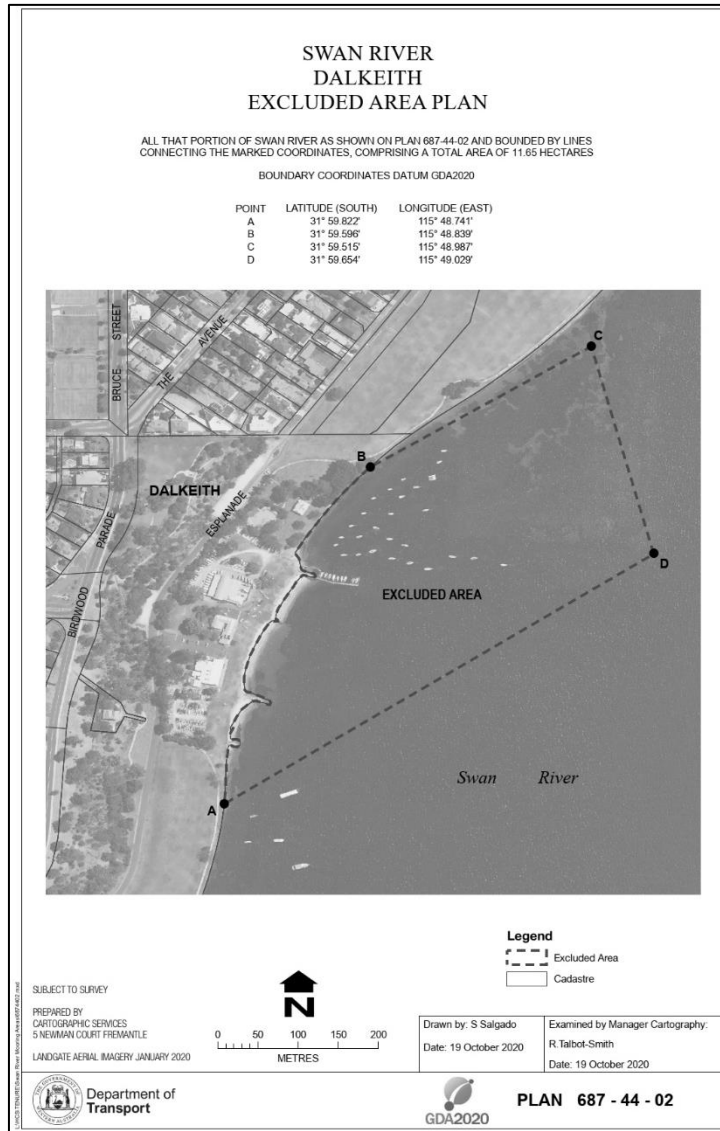 SWAN RIVER
DALKEITH
EXCLUDED AREA PLAN
ALL THAT PORTION OF SWAN RIVER AS SHOWN ON PLAN 687-44-02 AND BOUNDED BY LINES
CONNECTING THE MARKED COORDINATES, COMPRISING A TOTAL AREA OF 11.65 HECTARES
BOUNDARY COORDINATES DATUM GDA2020
POINT LATITUDE (SOUTH) LONGITUDE (EAST)
A 31° 59.822' 115° 48.741'
B 31° 59.596' 115° 48.839'
C 31° 59.515' 115° 48.987'
D 31° 59.654' 115° 49.029'
BRUCE STREET
THE AVENUE
C
B
DALKEITH
ESPLANADE
BIRDWOOD PARADE
D
EXCLUDED AREA
Swan River
A
Legend
Excluded Area
Cadastre
SUBJECT TO SURVEY
PREPARED BY
CARTOGRAPHIC SERVICES
5 NEWMAN COURT FREMANTLE
LANDGATE AERIAL IMAGERY JANUARY 2020
N
0 50 100 150 200
METRES
Drawn by: S Salgado
Date: 19 October 2020
Examined by Manager Cartography:
R.Talbot-Smith
Date: 19 October 2020
Department of
Transport
GDA2020
PLAN 687 - 44 - 02